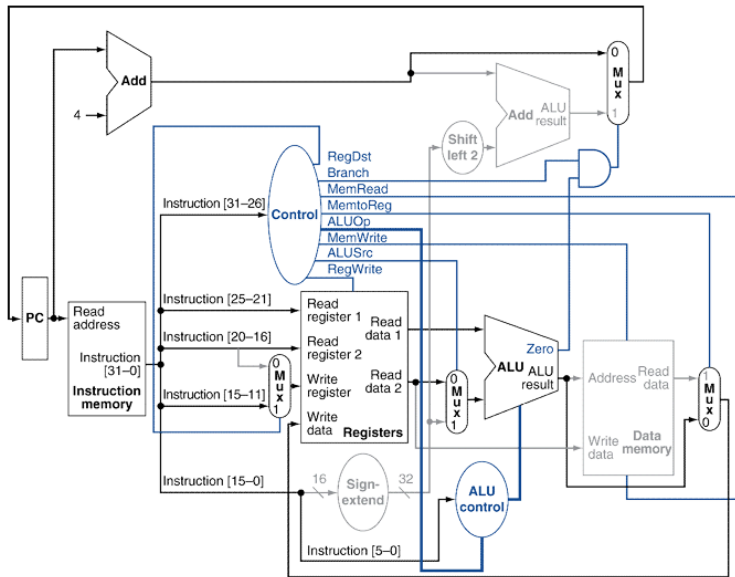 Add
4
0
Mux
1
Add
ALU
result
Shift
left 2
RegDst
Branch
MemRead
MemtoReg
ALUOp
MemWrite
ALUSrc
RegWrite
Control
Instruction [31–26]
PC
Read
address
Instruction
[31–0]
Instruction
memory
Instruction [25–21]
Instruction [20–16]
Instruction [15–11]
0
Mux
1
Read
register 1
Read
register 2
Write
register
Write
data
Read
data 1
Read
data 2
Registers
0
Mux
1
Zero
ALU
ALU
result
Address
Read
data
Write
data
Data
memory
1
Mux
0
Instruction [15–0]
16
Sign-
extend
32
Instruction [5–0]
ALU
control